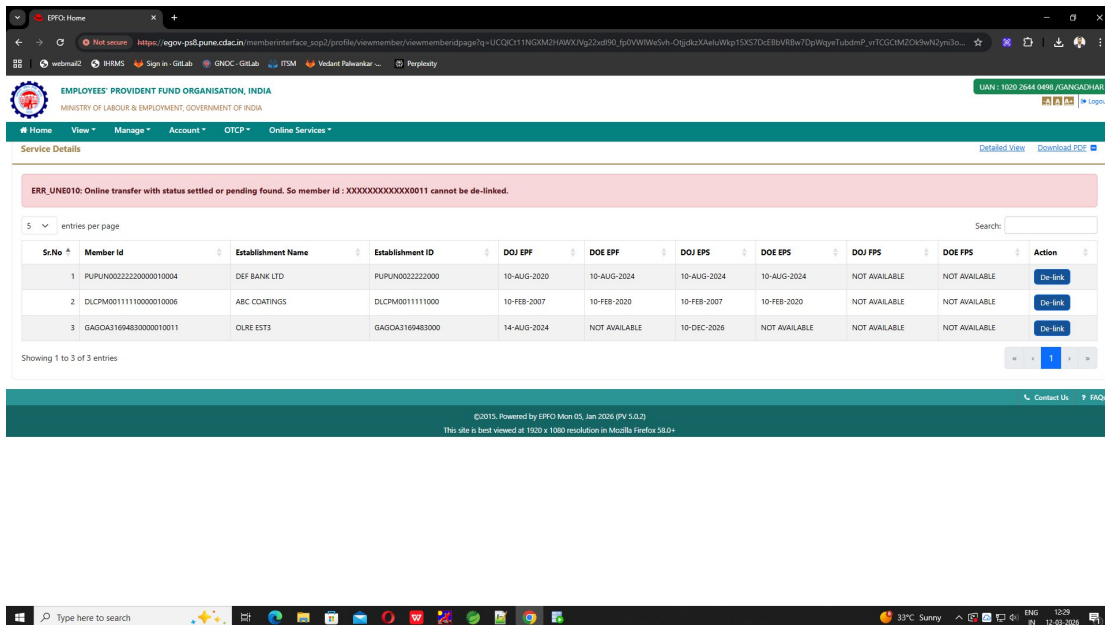 EPFO: Home
Not secure https://egov-ps8.pune.cdac.in/memberinterface_sop2/profile/viewmember/viewmemberidpage?q=
webmail2 IHRMS Sign in · GitLab GNOC · GitLab ITSM Vedant Palwankar -... Perplexity
EMPLOYEES' PROVIDENT FUND ORGANISATION, INDIA
MINISTRY OF LABOUR & EMPLOYMENT, GOVERNMENT OF INDIA
UAN : 1020 2644 0498 /GANGADHAR
A A A+ Logou
Home View Manage Account OTCP Online Services
Service Details Detailed View Download PDF
ERR_UNE010: Online transfer with status settled or pending found. So member id : XXXXXXXXXXXX0011 cannot be de-linked.
5 entries per page Search:
Sr.No Member Id Establishment Name Establishment ID DOJ EPF DOE EPF DOJ EPS DOE EPS DOJ FPS DOE FPS Action
1 PUPUN00222220000010004 DEF BANK LTD PUPUN0022222000 10-AUG-2020 10-AUG-2024 10-AUG-2024 10-AUG-2024 NOT AVAILABLE NOT AVAILABLE De-link
2 DLCPM00111110000010006 ABC COATINGS DLCPM0011111000 10-FEB-2007 10-FEB-2020 10-FEB-2007 10-FEB-2020 NOT AVAILABLE NOT AVAILABLE De-link
3 GAGOA31694830000010011 OLRE EST3 GAGOA3169483000 14-AUG-2024 NOT AVAILABLE 10-DEC-2026 NOT AVAILABLE NOT AVAILABLE NOT AVAILABLE De-link
Showing 1 to 3 of 3 entries « ‹ 1 › »
Contact Us ? FAQs
©2015. Powered by EPFO Mon 05, Jan 2026 (PV 5.0.2)
This site is best viewed at 1920 x 1080 resolution in Mozilla Firefox 58.0+
Type here to search 33°C Sunny ENG 12:29
IN 12-03-2026